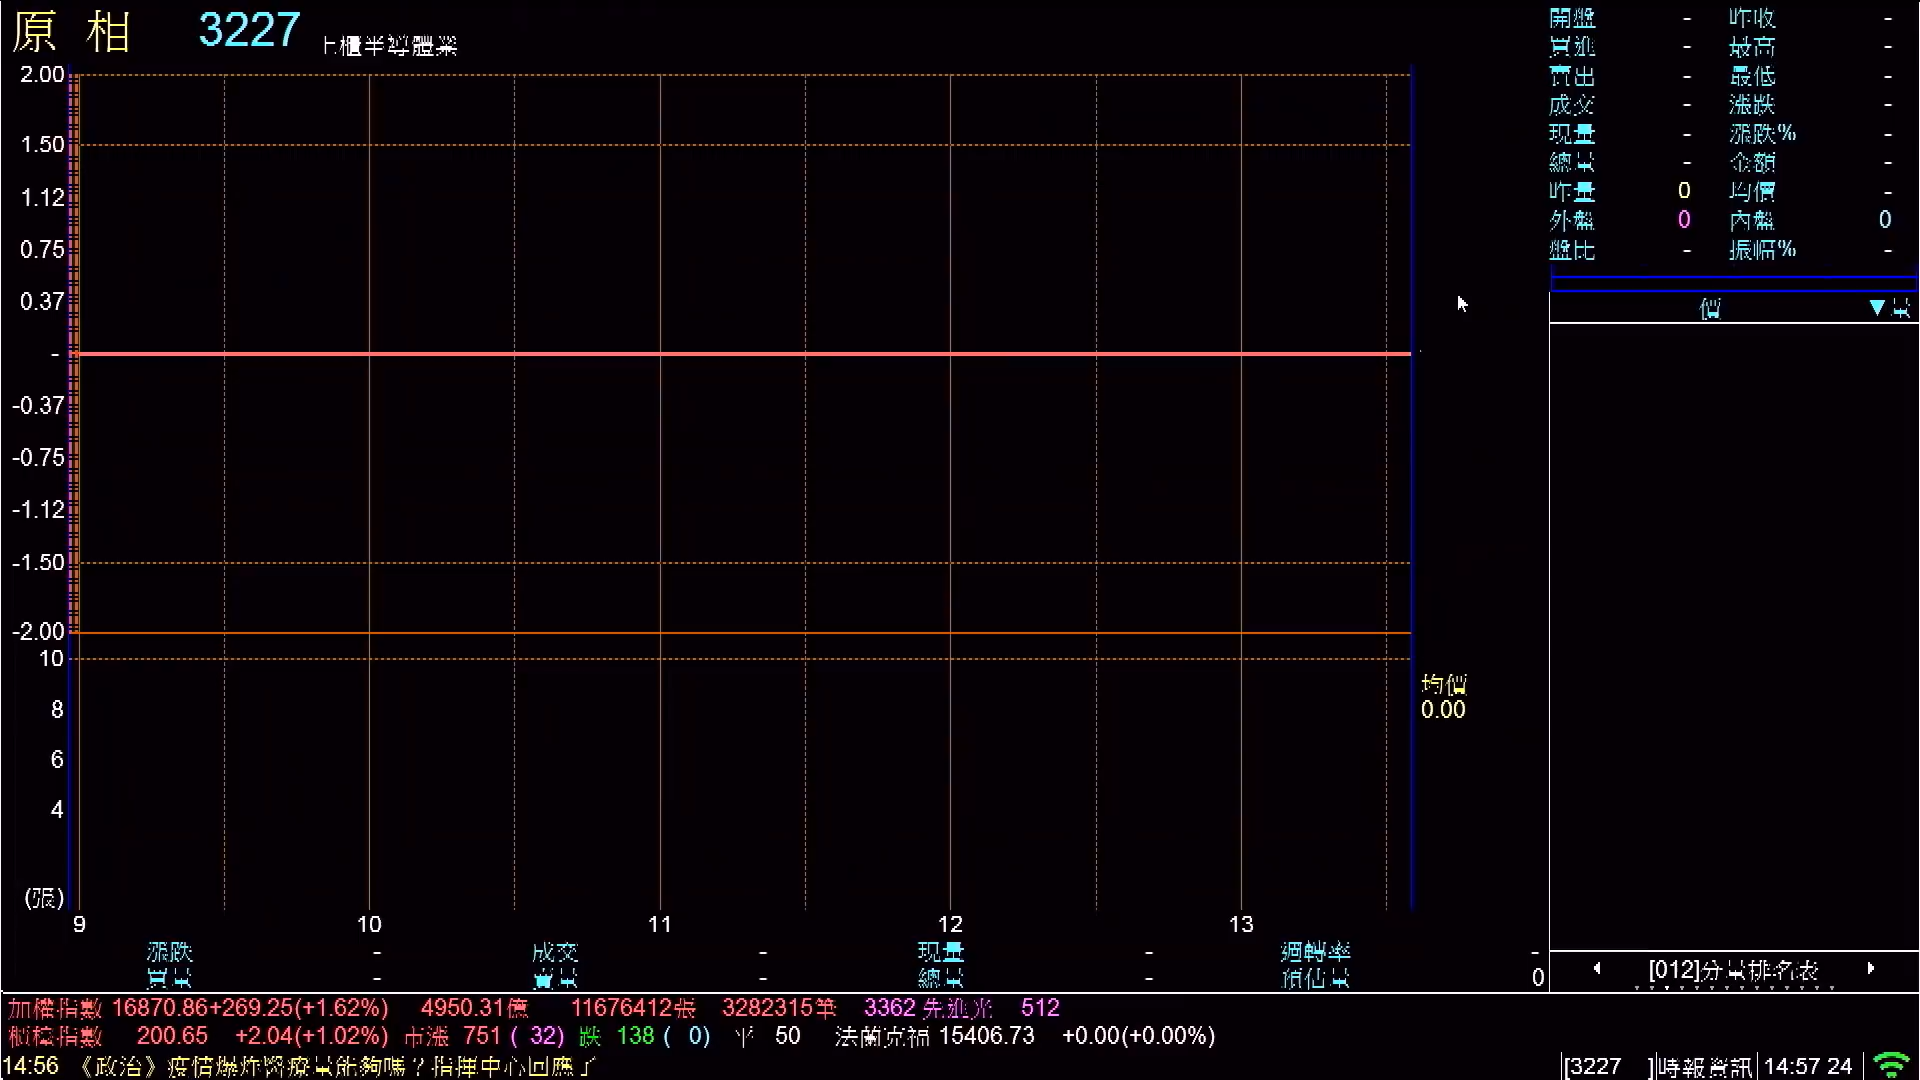 原相 3227 上櫃半導體業
開盤 - 昨收 -
買進 - 最高 -
賣出 - 最低 -
成交 - 漲跌 -
現量 - 漲跌% -
總量 - 金額 -
昨量 0 均價 -
外盤 0 內盤 0
盤比 - 振幅% -
價 ▼量
2.00
1.50
1.12
0.75
0.37
-
-0.37
-0.75
-1.12
-1.50
-2.00
10
8
6
4
(張)
均價
0.00
9 10 11 12 13
漲跌 - 成交 - 現量 - 週轉率 -
買量 - 賣量 - 總量 - 預估量 0
[012]分量排名表
加權指數 16870.86+269.25(+1.62%) 4950.31億 11676412張 3282315筆 3362 先進光 512
櫃檯指數 200.65 +2.04(+1.02%) 市漲 751 ( 32) 跌 138 ( 0) 平 50 法蘭克福 15406.73 +0.00(+0.00%)
14:56 《政治》疫情爆炸醫療量能夠嗎？指揮中心回應了
[3227 ]時報資訊 14:57 24